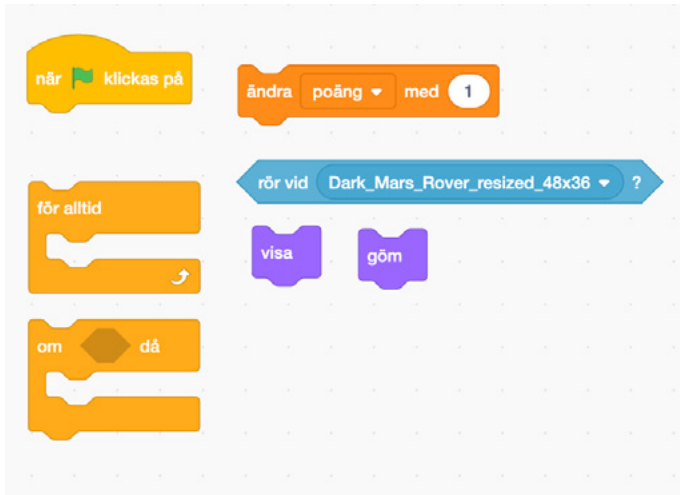 när klickas på
ändra poäng med 1
rör vid Dark_Mars_Rover_resized_48x36 ?
för alltid
visa
göm
om då